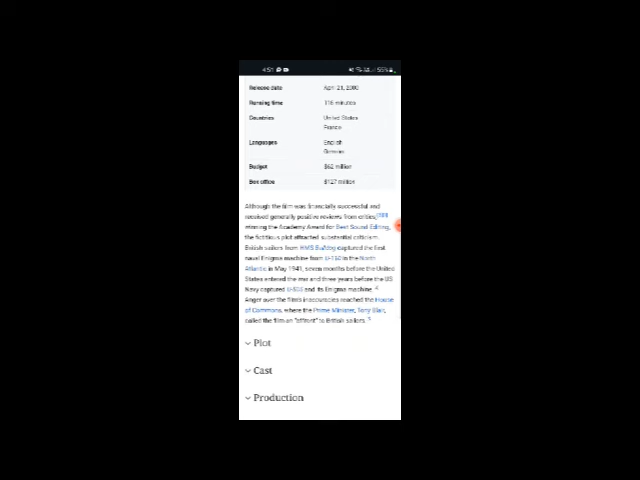 4:51
55%
Release date April 21, 2000
Running time 116 minutes
Countries United States
France
Languages English
German
Budget $62 million
Box office $127 million
Although the film was financially successful and
received generally positive reviews from critics,
winning the Academy Award for Best Sound Editing,
the fictitious plot attracted substantial criticism.
British sailors from HMS Bulldog captured the first
naval Enigma machine from U-110 in the North
Atlantic in May 1941, seven months before the United
States entered the war and three years before the US
Navy captured U-505 and its Enigma machine.
Anger over the film's inaccuracies reached the House
of Commons, where the Prime Minister, Tony Blair,
called the film an "affront" to British sailors.
Plot
Cast
Production